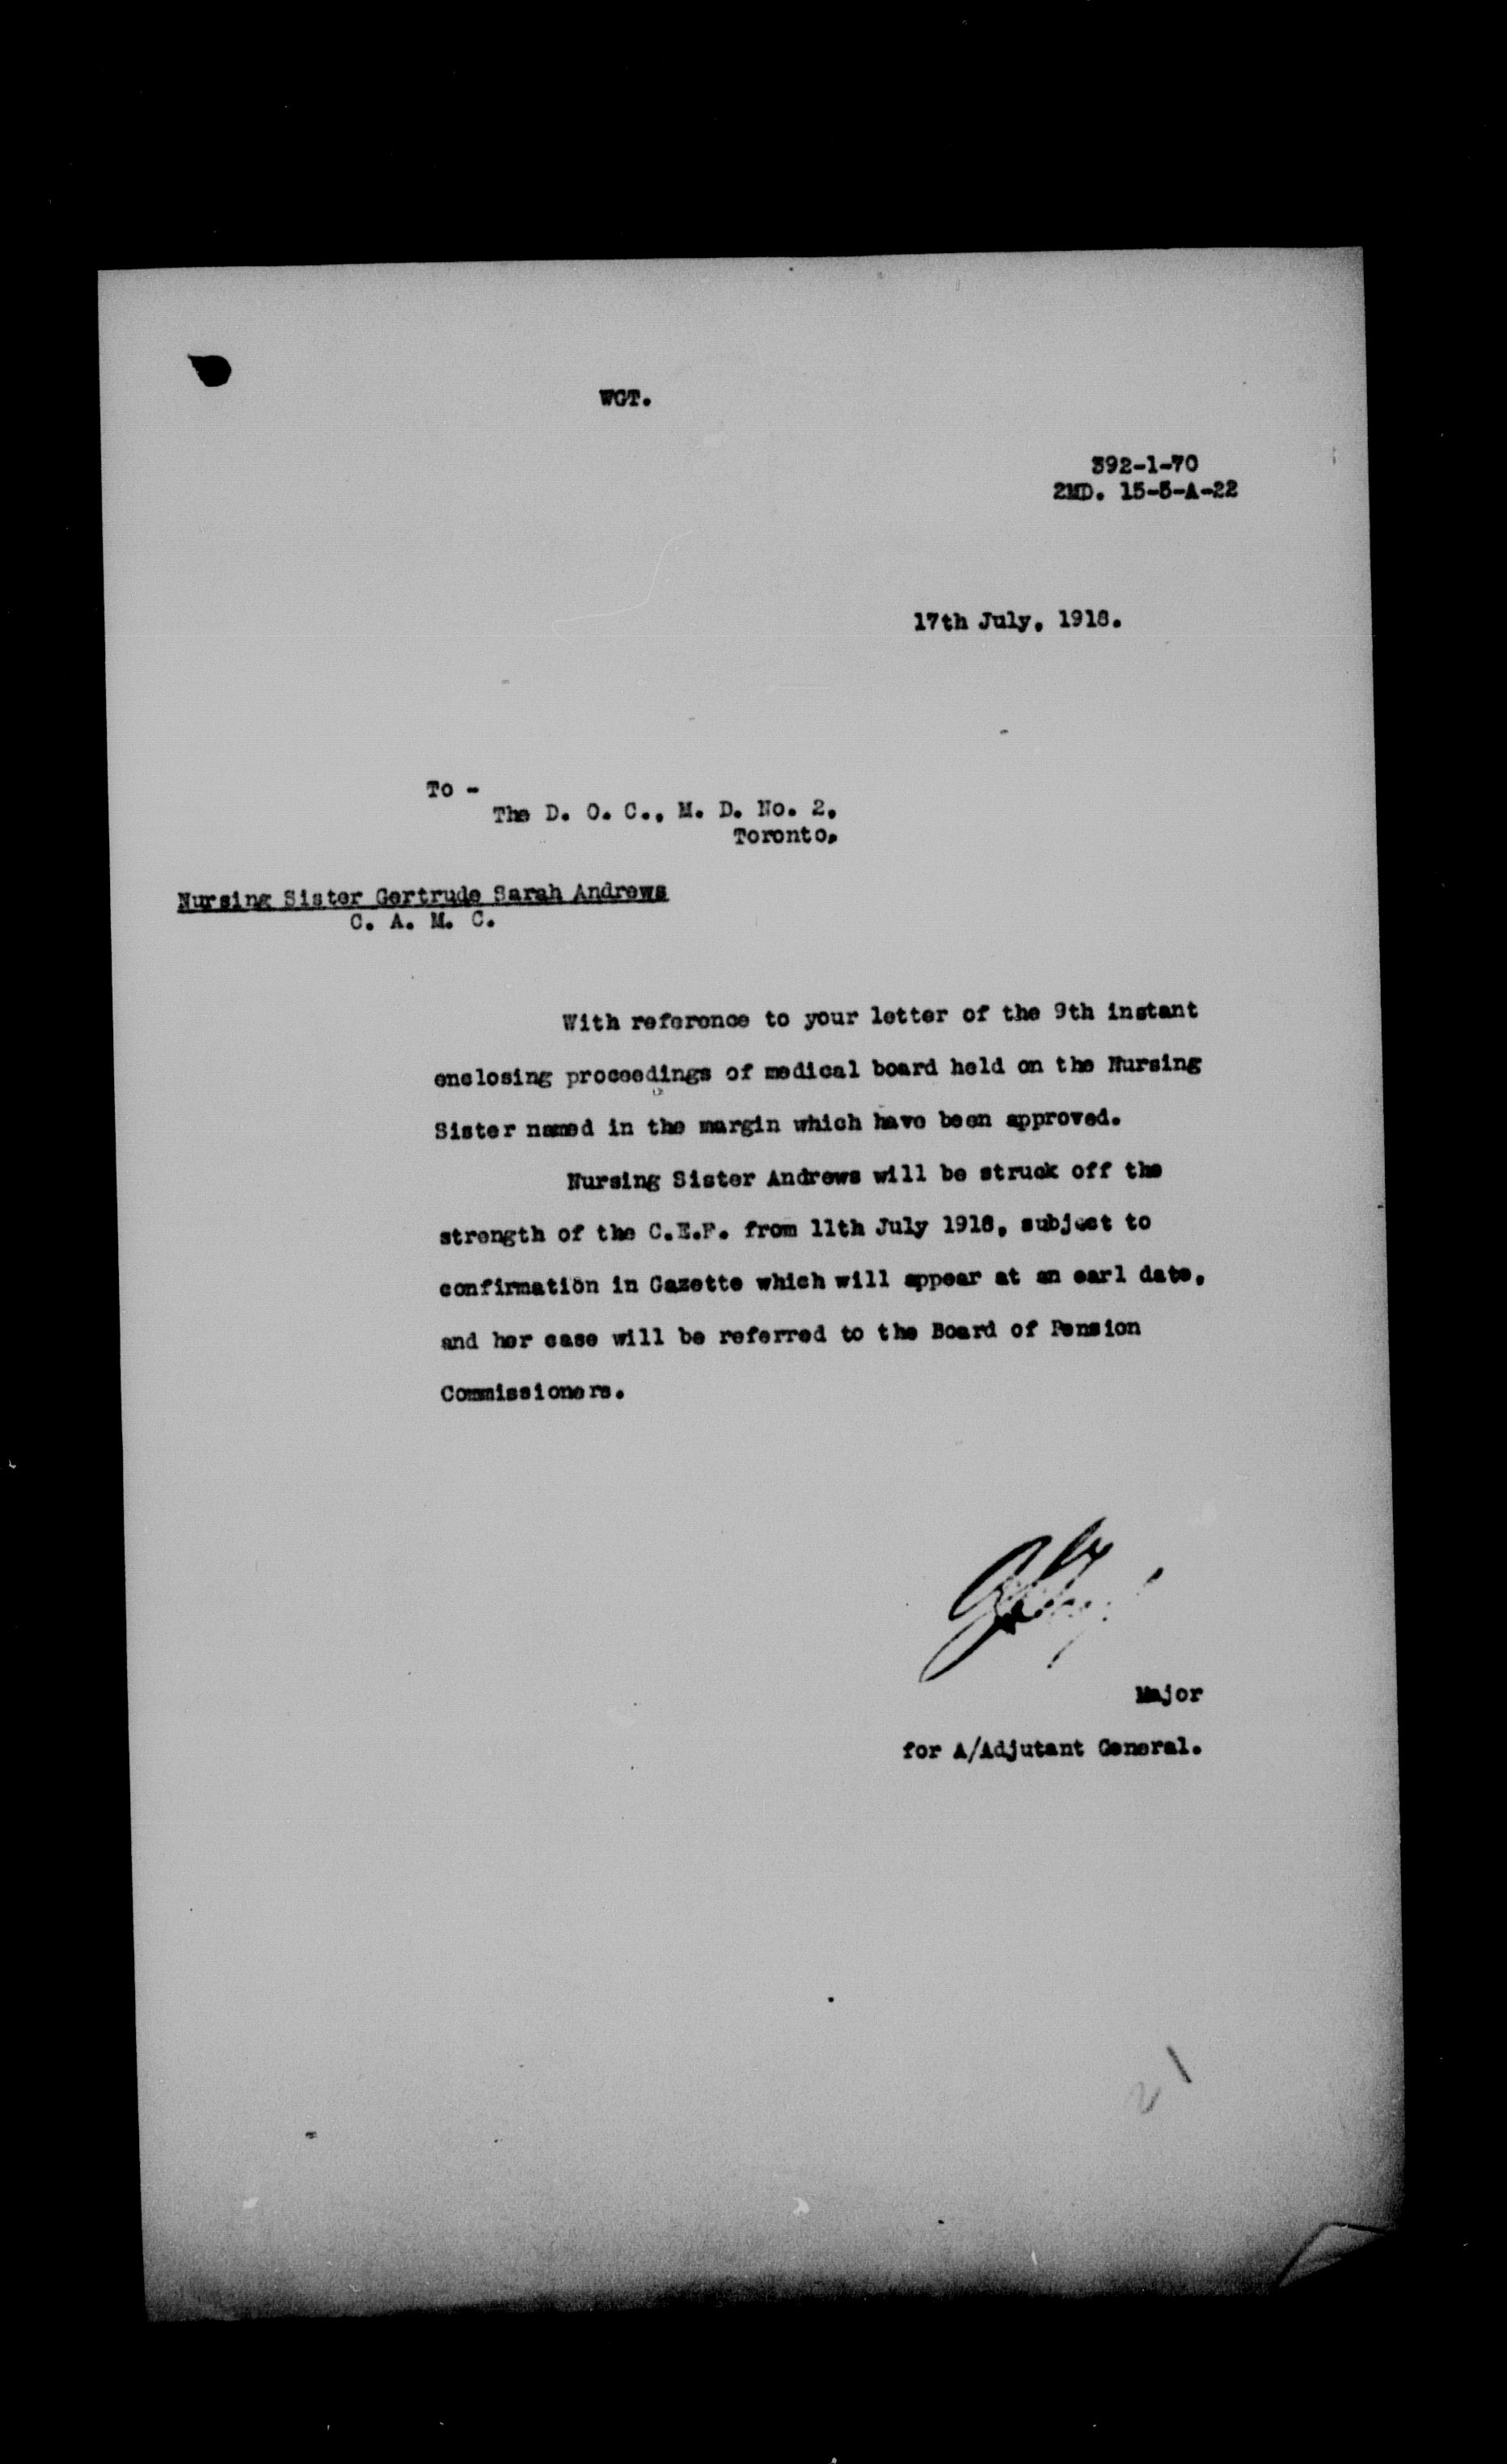 WGT.
392-1-70
2MD. 15-5-A-22
17th July, 1918.
To -
The D. O. C., M. D. No. 2,
Toronto,
Nursing Sister Gertrude Sarah Andrews
C. A. M. C.
With reference to your letter of the 9th instant
enclosing proceedings of medical board held on the Nursing
Sister named in the margin which have been approved.
Nursing Sister Andrews will be struck off the
strength of the C.E.F. from 11th July 1918, subject to
confirmation in Gazette which will appear at an earl date,
and her case will be referred to the Board of Pension
Commissioners.
Major
for A/Adjutant General.
21